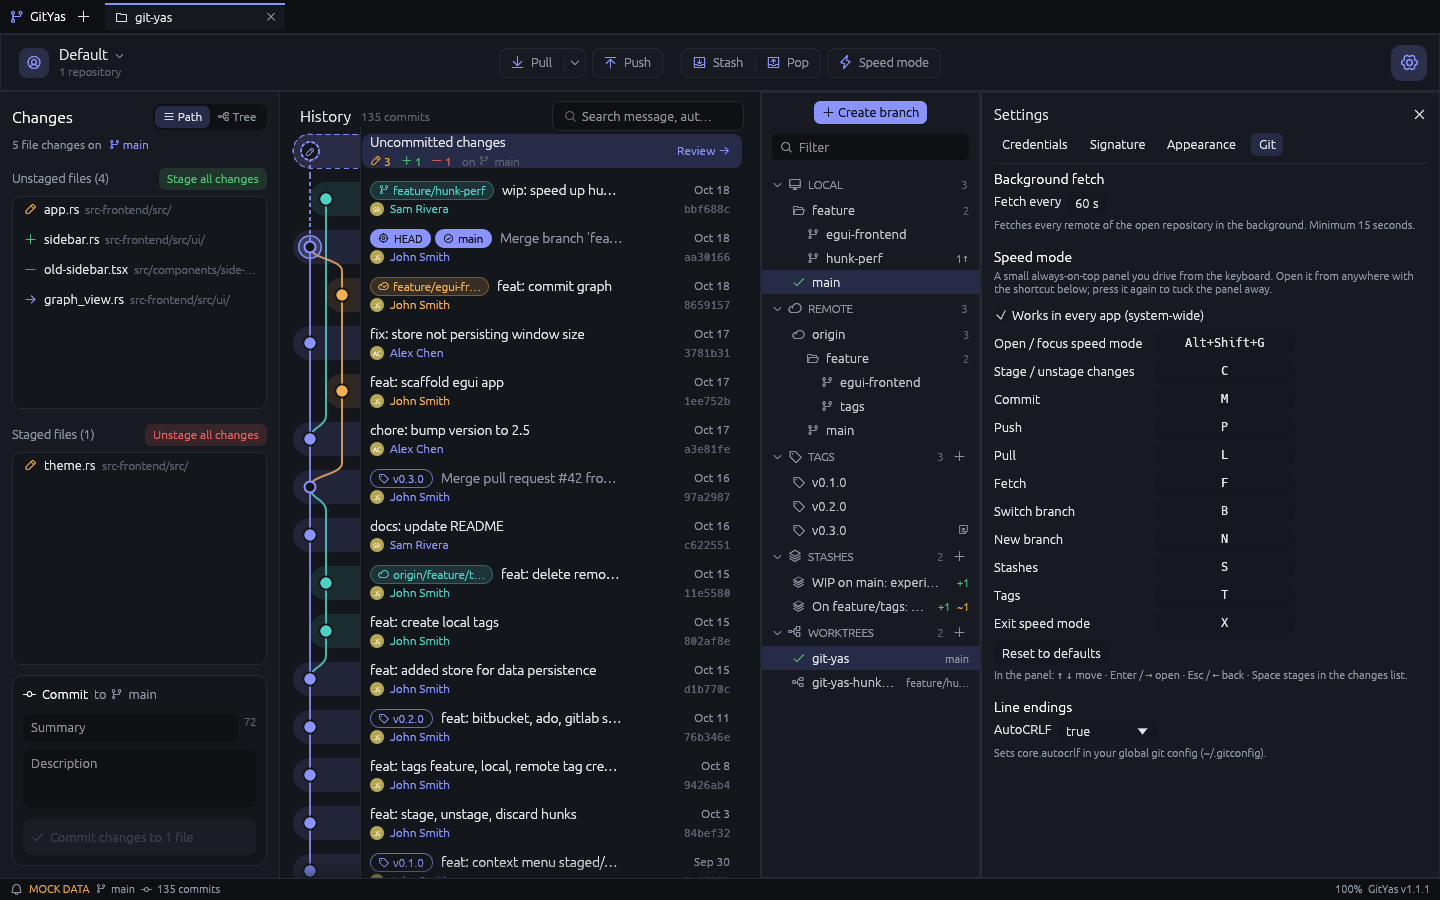 GitYas
git-yas
Default
1 repository
Pull
Push
Stash
Pop
Speed mode
Changes
Path
Tree
5 file changes on main
Unstaged files (4)
Stage all changes
app.rs src-frontend/src/
sidebar.rs src-frontend/src/ui/
old-sidebar.tsx src/components/side-...
graph_view.rs src-frontend/src/ui/
Staged files (1)
Unstage all changes
theme.rs src-frontend/src/
Commit to main
Summary
72
Description
Commit changes to 1 file
History 135 commits
Search message, aut...
Uncommitted changes
3 +1 −1 on main
Review →
feature/hunk-perf wip: speed up hu... Oct 18
SR Sam Rivera bbf688c
HEAD main Merge branch 'fea... Oct 18
JS John Smith aa30166
feature/egui-fr... feat: commit graph Oct 18
JS John Smith 8659157
fix: store not persisting window size Oct 17
AC Alex Chen 3781b31
feat: scaffold egui app Oct 17
JS John Smith 1ee752b
chore: bump version to 2.5 Oct 17
AC Alex Chen a3e81fe
v0.3.0 Merge pull request #42 fro... Oct 16
JS John Smith 97a2987
docs: update README Oct 16
SR Sam Rivera c622551
origin/feature/t... feat: delete remo... Oct 15
JS John Smith 11e5580
feat: create local tags Oct 15
JS John Smith 802af8e
feat: added store for data persistence Oct 15
JS John Smith d1b770c
v0.2.0 feat: bitbucket, ado, gitlab s... Oct 11
JS John Smith 76b346e
feat: tags feature, local, remote tag cre... Oct 8
JS John Smith 9426ab4
feat: stage, unstage, discard hunks Oct 3
JS John Smith 84bef32
v0.1.0 feat: context menu staged/... Sep 30
Create branch
Filter
LOCAL 3
feature 2
egui-frontend
hunk-perf 1↑
main
REMOTE 3
origin
feature 2
egui-frontend
tags
main
TAGS 3
v0.1.0
v0.2.0
v0.3.0
STASHES 2
WIP on main: experi... +1
On feature/tags: ... +1 ~1
WORKTREES 2
git-yas main
git-yas-hunk... feature/hu...
Settings
Credentials
Signature
Appearance
Git
Background fetch
Fetch every 60 s
Fetches every remote of the open repository in the background. Minimum 15 seconds.
Speed mode
A small always-on-top panel you drive from the keyboard. Open it from anywhere with
the shortcut below; press it again to tuck the panel away.
✓ Works in every app (system-wide)
Open / focus speed mode Alt+Shift+G
Stage / unstage changes C
Commit M
Push P
Pull L
Fetch F
Switch branch B
New branch N
Stashes S
Tags T
Exit speed mode X
Reset to defaults
In the panel: ↑ ↓ move · Enter / → open · Esc / ← back · Space stages in the changes list.
Line endings
AutoCRLF true
Sets core.autocrlf in your global git config (~/.gitconfig).
MOCK DATA main 135 commits
100% GitYas v1.1.1